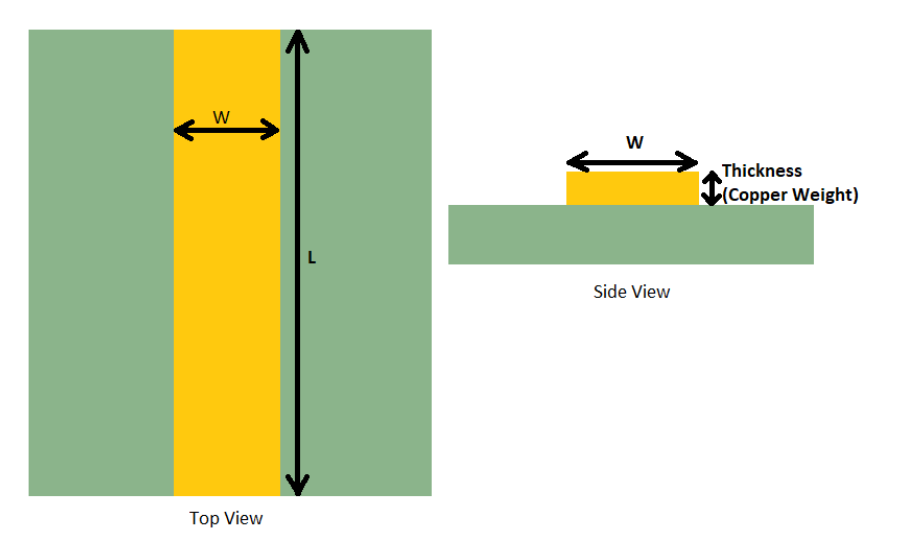 W
L
Top View
W
Thickness
(Copper Weight)
Side View